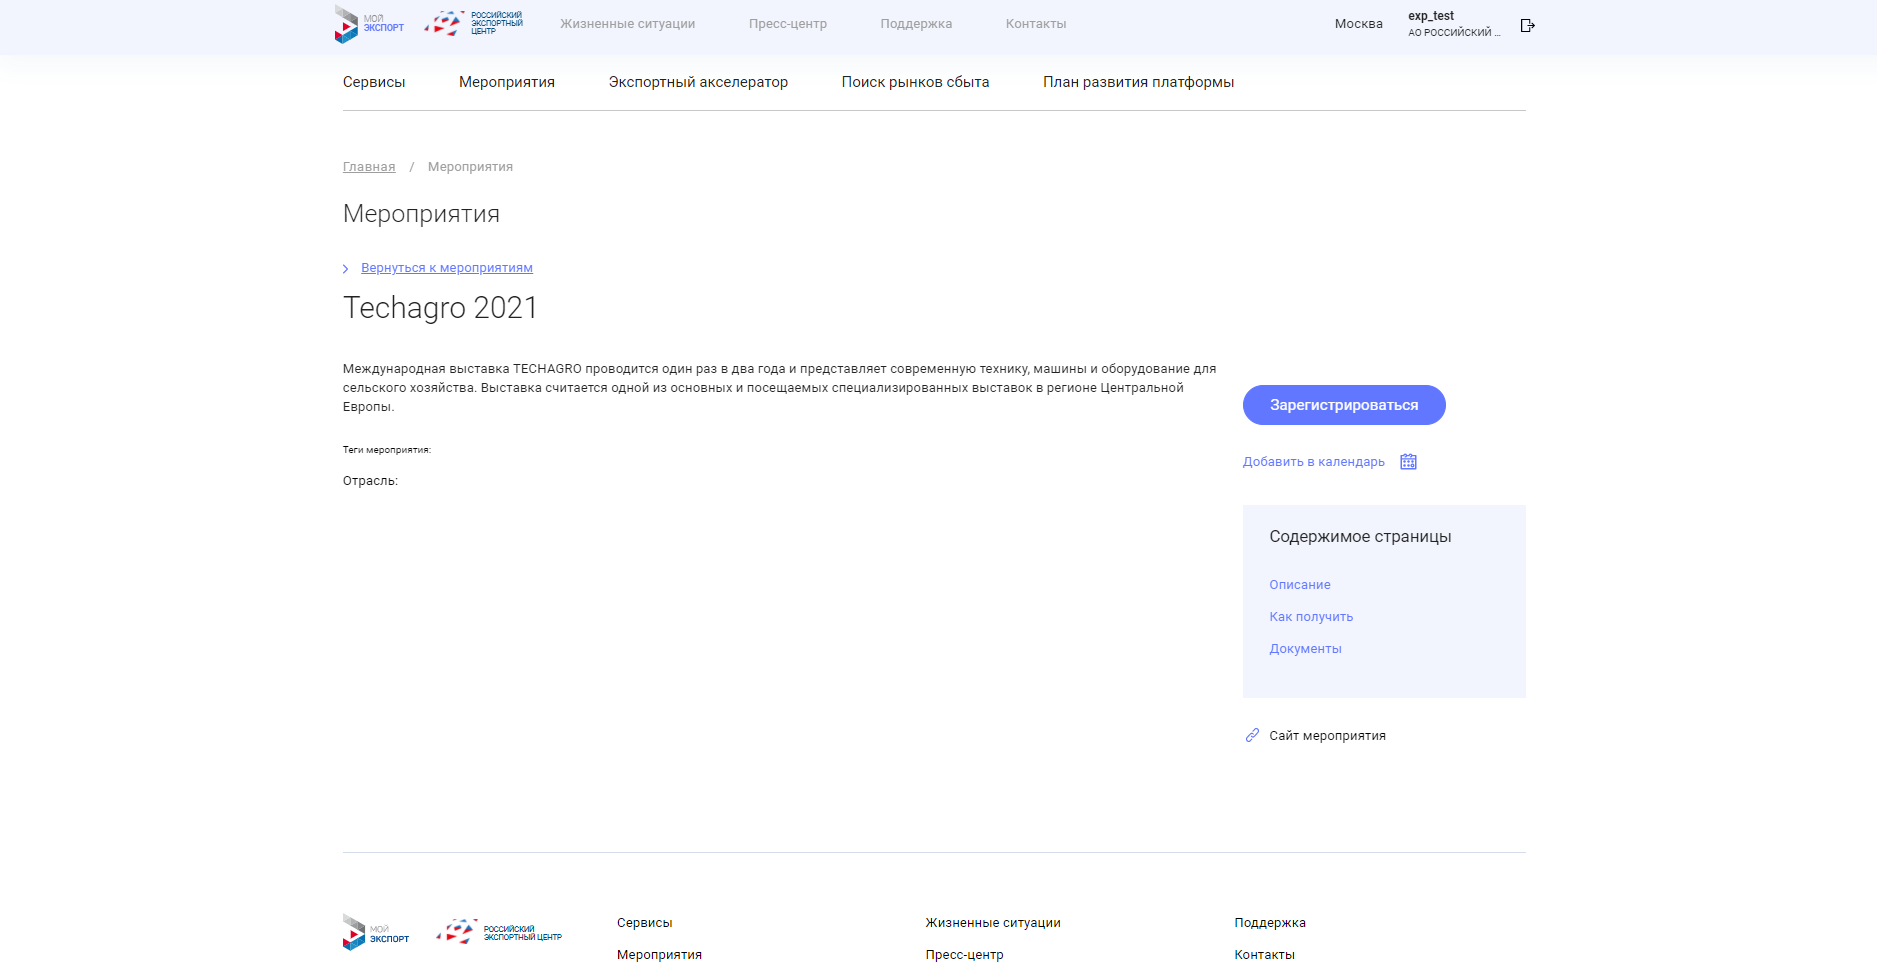 МОЙ
ЭКСПОРТ
РОССИЙСКИЙ
ЭКСПОРТНЫЙ
ЦЕНТР
Жизненные ситуации
Пресс-центр
Поддержка
Контакты
Москва
exp_test
АО РОССИЙСКИЙ ...
Сервисы
Мероприятия
Экспортный акселератор
Поиск рынков сбыта
План развития платформы
Главная / Мероприятия
Мероприятия
Вернуться к мероприятиям
Techagro 2021
Международная выставка TECHAGRO проводится один раз в два года и представляет современную технику, машины и оборудование для
сельского хозяйства. Выставка считается одной из основных и посещаемых специализированных выставок в регионе Центральной
Европы.
Теги мероприятия:
Отрасль:
Зарегистрироваться
Добавить в календарь
Содержимое страницы
Описание
Как получить
Документы
Сайт мероприятия
МОЙ
ЭКСПОРТ
РОССИЙСКИЙ
ЭКСПОРТНЫЙ ЦЕНТР
Сервисы
Мероприятия
Жизненные ситуации
Пресс-центр
Поддержка
Контакты